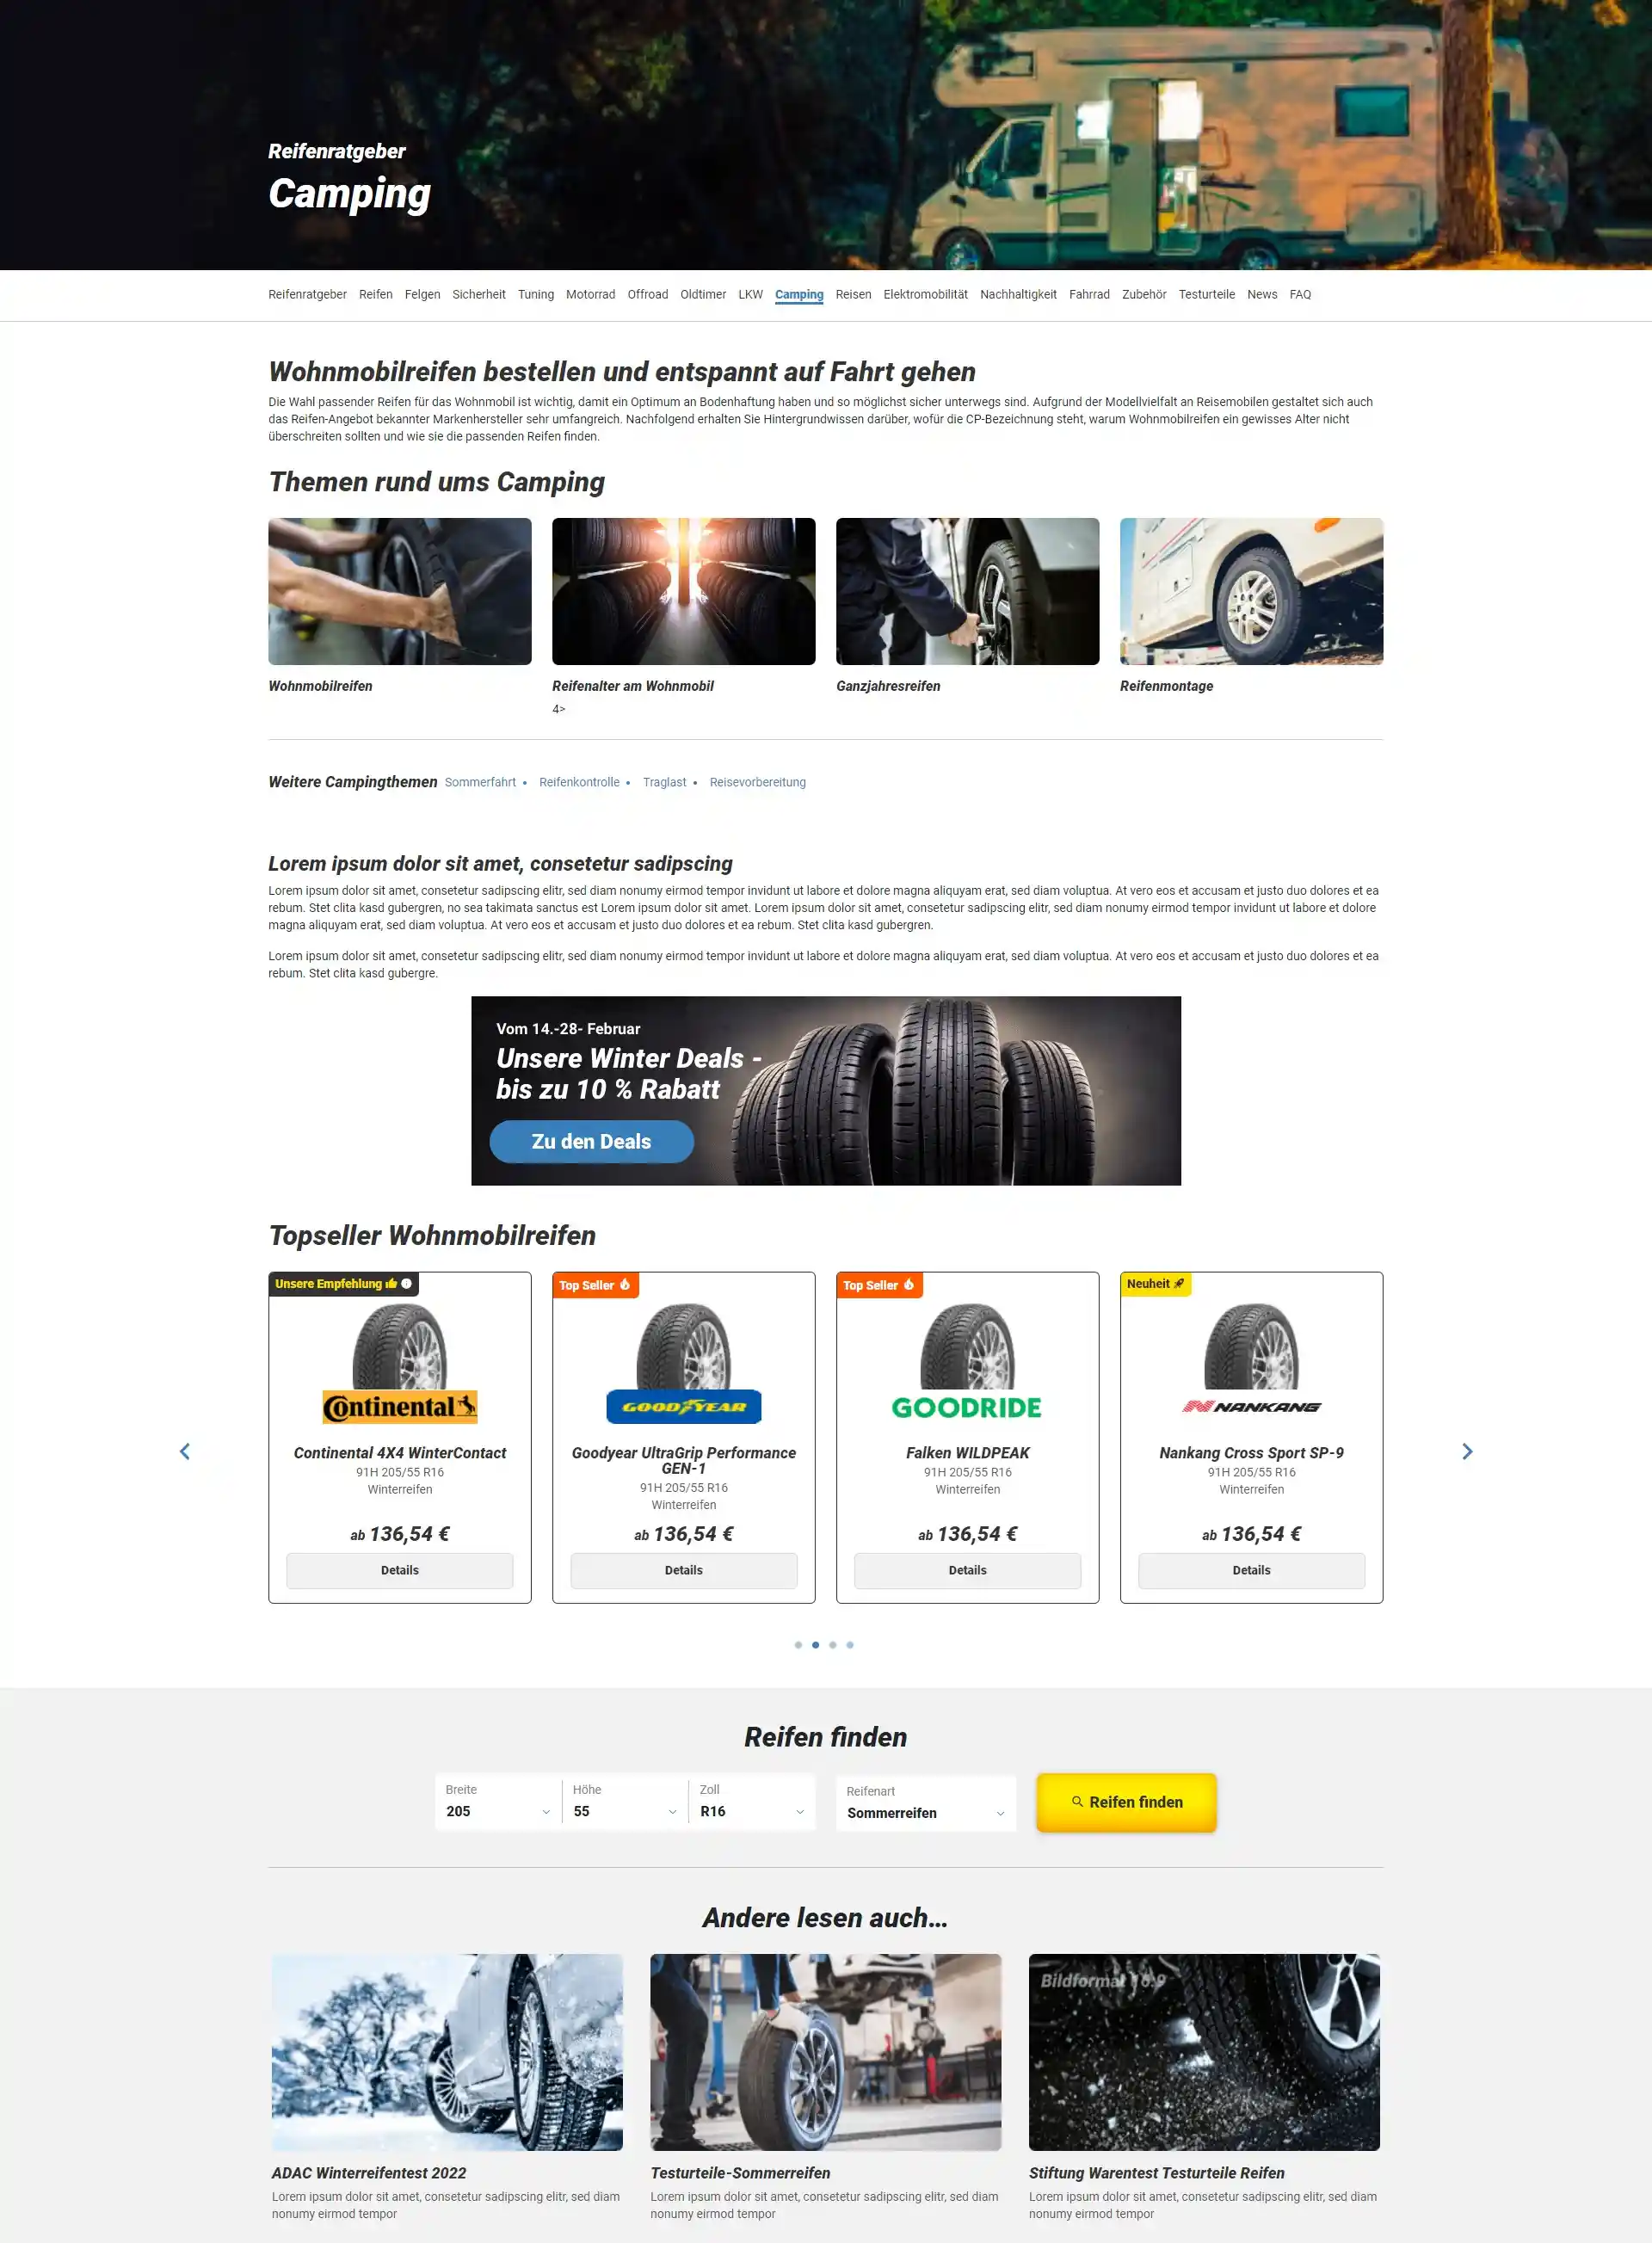 Reifenratgeber
Camping
Reifenratgeber Reifen Felgen Sicherheit Tuning Motorrad Offroad Oldtimer LKW Camping Reisen Elektromobilität Nachhaltigkeit Fahrrad Zubehör Testurteile News FAQ
Wohnmobilreifen bestellen und entspannt auf Fahrt gehen
Die Wahl passender Reifen für das Wohnmobil ist wichtig, damit ein Optimum an Bodenhaftung haben und so möglichst sicher unterwegs sind. Aufgrund der Modellvielfalt an Reisemobilen gestaltet sich auch
das Reifen-Angebot bekannter Markenhersteller sehr umfangreich. Nachfolgend erhalten Sie Hintergrundwissen darüber, wofür die CP-Bezeichnung steht, warum Wohnmobilreifen ein gewisses Alter nicht
überschreiten sollten und wie sie die passenden Reifen finden.
Themen rund ums Camping
Wohnmobilreifen
Reifenalter am Wohnmobil
4>
Ganzjahresreifen
Reifenmontage
Weitere Campingthemen Sommerfahrt • Reifenkontrolle • Traglast • Reisevorbereitung
Lorem ipsum dolor sit amet, consetetur sadipscing
Lorem ipsum dolor sit amet, consetetur sadipscing elitr, sed diam nonumy eirmod tempor invidunt ut labore et dolore magna aliquyam erat, sed diam voluptua. At vero eos et accusam et justo duo dolores et ea
rebum. Stet clita kasd gubergren, no sea takimata sanctus est Lorem ipsum dolor sit amet. Lorem ipsum dolor sit amet, consetetur sadipscing elitr, sed diam nonumy eirmod tempor invidunt ut labore et dolore
magna aliquyam erat, sed diam voluptua. At vero eos et accusam et justo duo dolores et ea rebum. Stet clita kasd gubergren.
Lorem ipsum dolor sit amet, consetetur sadipscing elitr, sed diam nonumy eirmod tempor invidunt ut labore et dolore magna aliquyam erat, sed diam voluptua. At vero eos et accusam et justo duo dolores et ea
rebum. Stet clita kasd gubergre.
Vom 14.-28- Februar
Unsere Winter Deals -
bis zu 10 % Rabatt
Zu den Deals
Topseller Wohnmobilreifen
Unsere Empfehlung
Continental
Continental 4X4 WinterContact
91H 205/55 R16
Winterreifen
ab 136,54 €
Details
Top Seller
GOODYEAR
Goodyear UltraGrip Performance
GEN-1
91H 205/55 R16
Winterreifen
ab 136,54 €
Details
Top Seller
GOODRIDE
Falken WILDPEAK
91H 205/55 R16
Winterreifen
ab 136,54 €
Details
Neuheit
NANKANG
Nankang Cross Sport SP-9
91H 205/55 R16
Winterreifen
ab 136,54 €
Details
Reifen finden
Breite
205
Höhe
55
Zoll
R16
Reifenart
Sommerreifen
Reifen finden
Andere lesen auch...
ADAC Winterreifentest 2022
Lorem ipsum dolor sit amet, consetetur sadipscing elitr, sed diam
nonumy eirmod tempor
Testurteile-Sommerreifen
Lorem ipsum dolor sit amet, consetetur sadipscing elitr, sed diam
nonumy eirmod tempor
Bildformat 16:9
Stiftung Warentest Testurteile Reifen
Lorem ipsum dolor sit amet, consetetur sadipscing elitr, sed diam
nonumy eirmod tempor